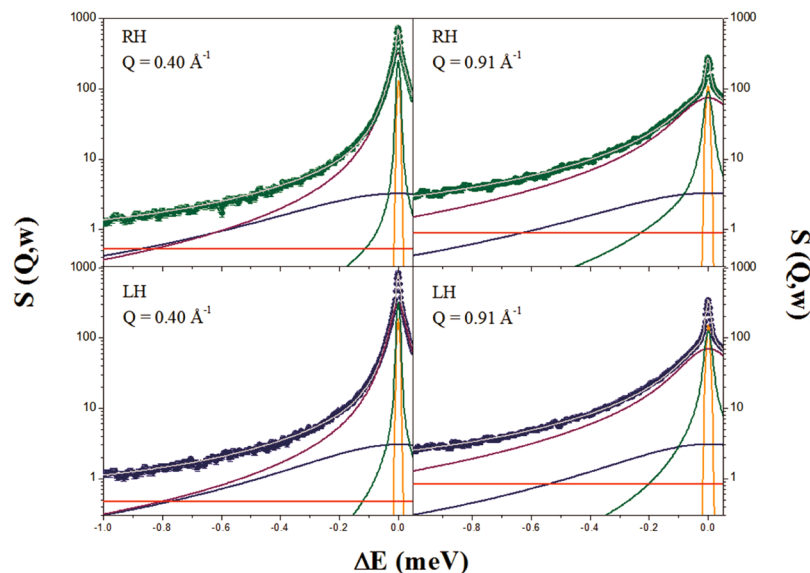 1000
100
10
1
1000
100
10
1
RH
Q = 0.40 Å-1
RH
Q = 0.91 Å-1
LH
Q = 0.40 Å-1
LH
Q = 0.91 Å-1
1000
100
10
1
1000
100
10
1
S (Q,w)
S (Q,w)
-1.0 -0.8 -0.6 -0.4 -0.2 0.0 -0.8 -0.6 -0.4 -0.2 0.0
ΔE (meV)